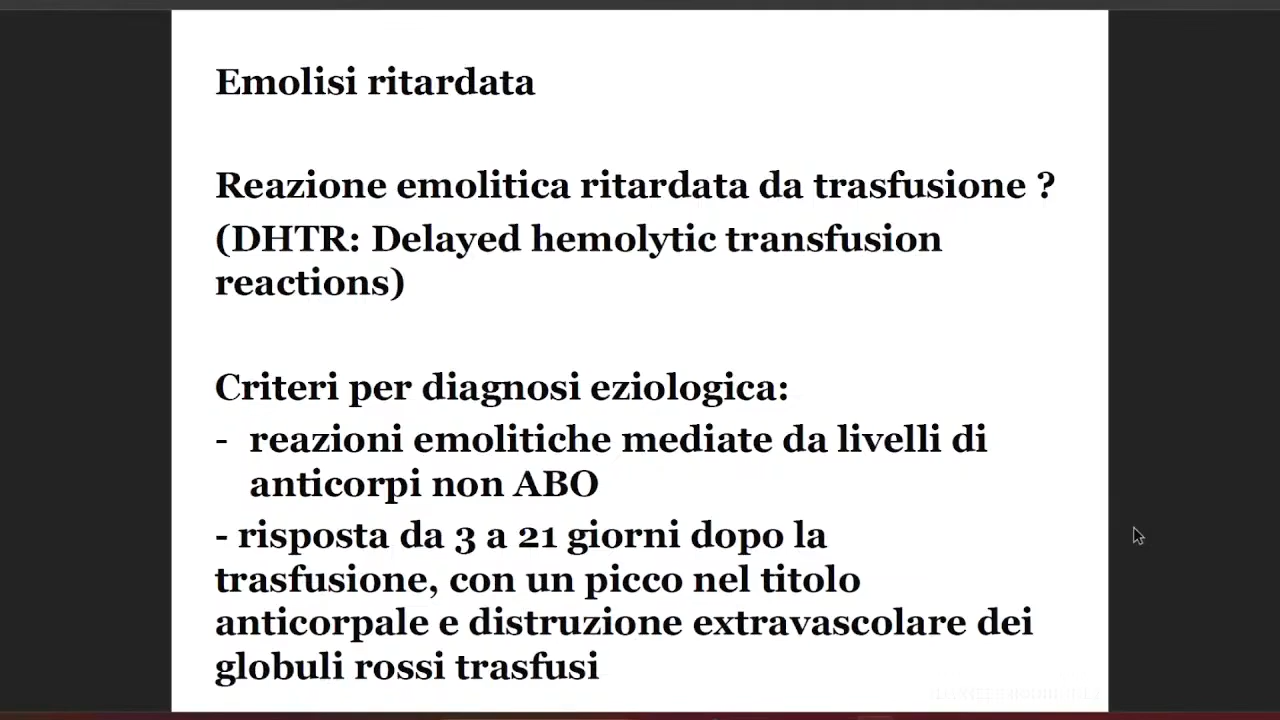 Emolisi ritardata
Reazione emolitica ritardata da trasfusione ?
(DHTR: Delayed hemolytic transfusion
reactions)
Criteri per diagnosi eziologica:
- reazioni emolitiche mediate da livelli di
anticorpi non ABO
- risposta da 3 a 21 giorni dopo la
trasfusione, con un picco nel titolo
anticorpale e distruzione extravascolare dei
globuli rossi trasfusi